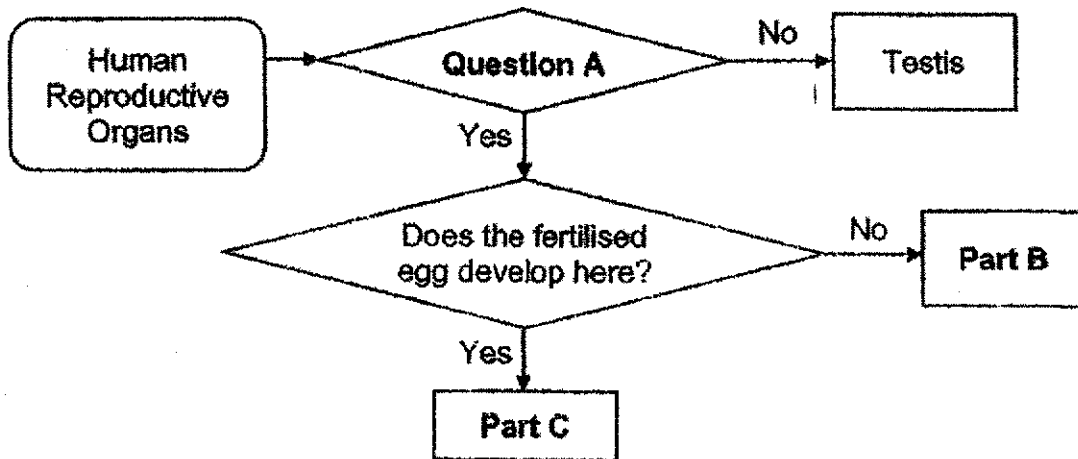 Human
Reproductive
Organs
Question A
No
Testis
Yes
Does the fertilised
egg develop here?
No
Part B
Yes
Part C